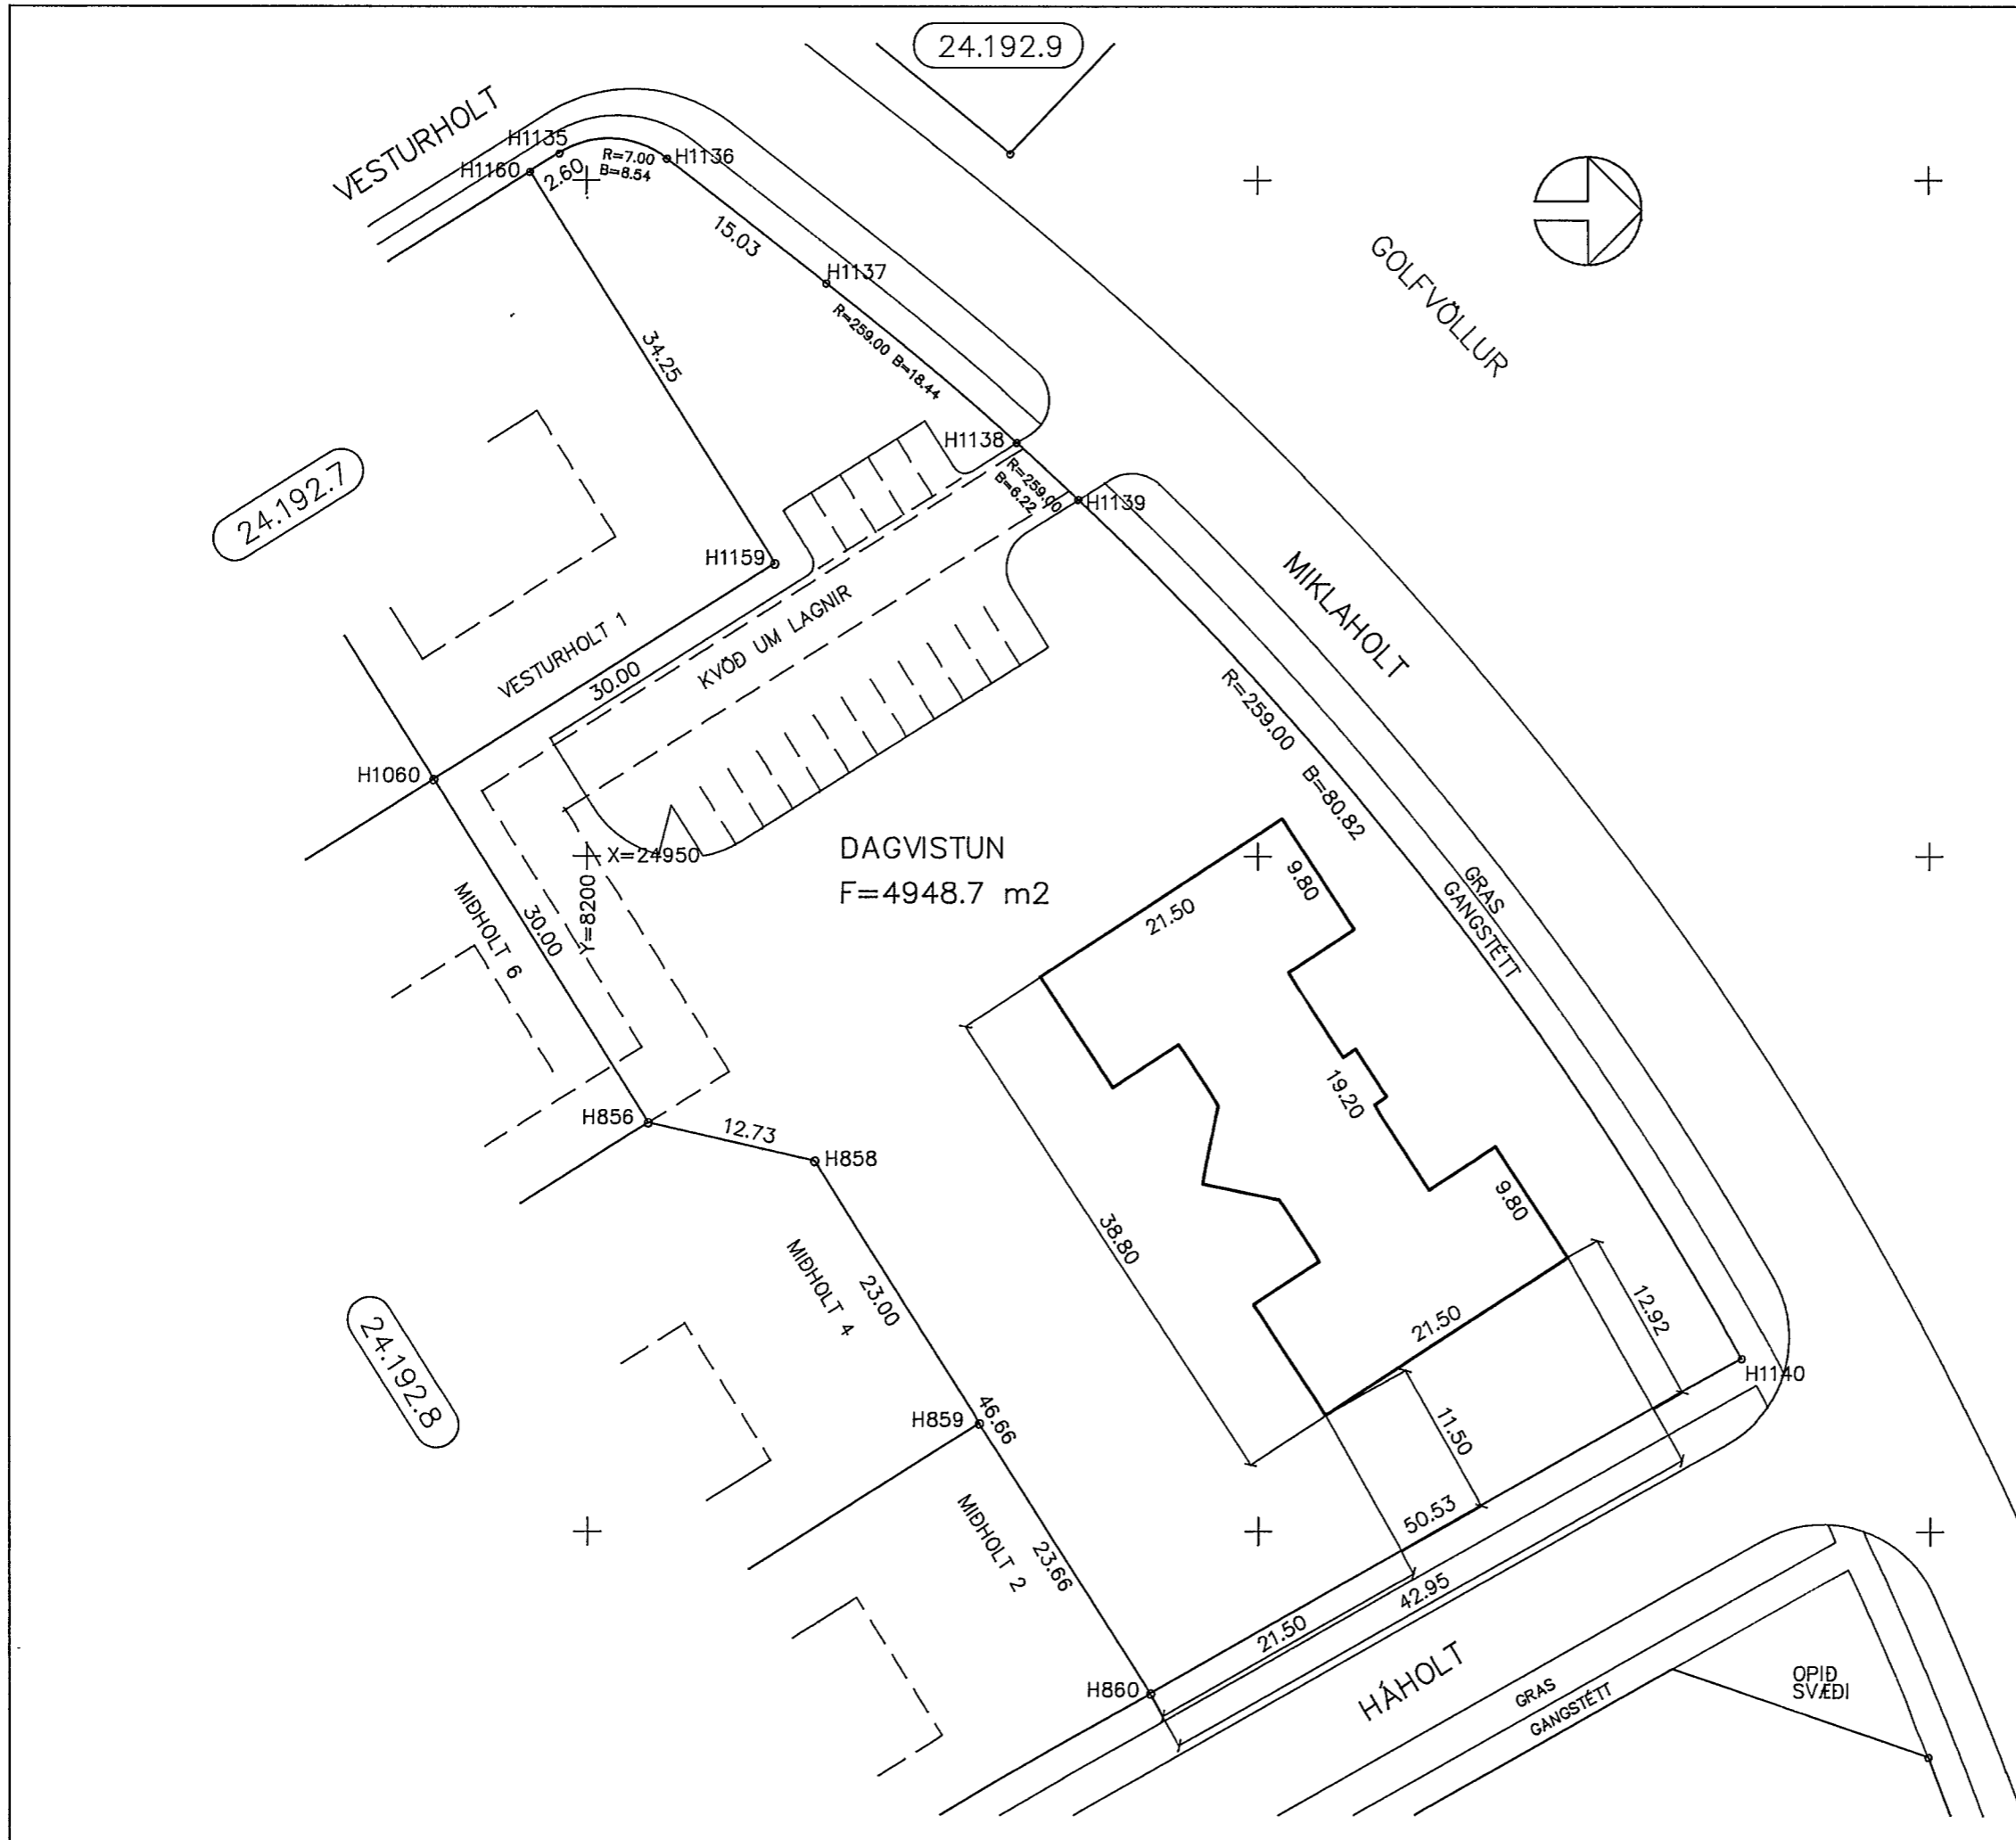 24.192.9
VESTURHOLT
H1135
H1160
2.60
R=7.00
B=8.54
H1136
15.03
H1137
R=259.00 B=18.44
GOLFVÖLLUR
34.25
H1138
R=259.00
B=6.22
H1139
24.192.7
H1159
VESTURHOLT 1
30.00
KVÖÐ UM LAGNIR
MIKLAHOLT
R=259.00 B=80.82
H1060
X=24950
Y=8200
DAGVISTUN
F=4948.7 m2
MIÐHOLT 6
30.00
21.50
9.80
GRAS
GANGSTÉTT
19.20
H856
12.73
H858
9.80
38.80
MIÐHOLT 4
23.00
24.192.8
12.92
21.50
H1140
H859
46.66
11.50
MIÐHOLT 2
23.66
50.53
42.95
21.50
H860
HÁHOLT
GRAS
GANGSTÉTT
OPIÐ
SVÆÐI